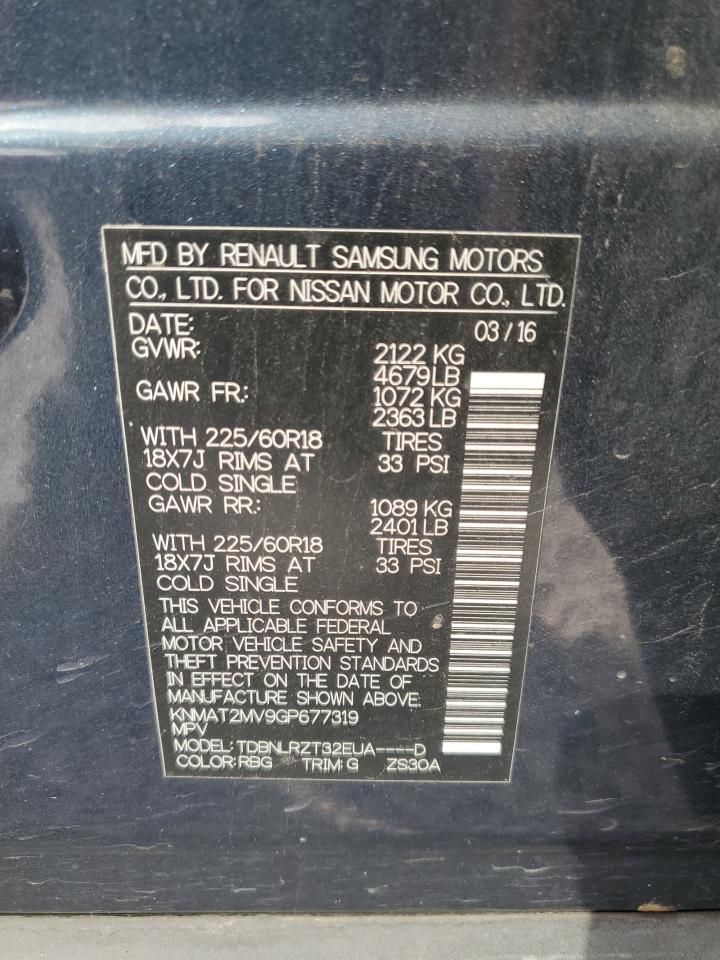 MFD BY RENAULT SAMSUNG MOTORS
CO., LTD. FOR NISSAN MOTOR CO., LTD.
DATE: 03 / 16
GVWR: 2122 KG
4679 LB
GAWR FR: 1072 KG
2363 LB
WITH 225/60R18 TIRES
18X7J RIMS AT 33 PSI
COLD SINGLE
GAWR RR: 1089 KG
2401 LB
WITH 225/60R18 TIRES
18X7J RIMS AT 33 PSI
COLD SINGLE
THIS VEHICLE CONFORMS TO
ALL APPLICABLE FEDERAL
MOTOR VEHICLE SAFETY AND
THEFT PREVENTION STANDARDS
IN EFFECT ON THE DATE OF
MANUFACTURE SHOWN ABOVE.
KNMAT2MV9GP677319
MPV
MODEL: TDBNLRZT32EUA----D
COLOR: RBG TRIM: G ZS30A